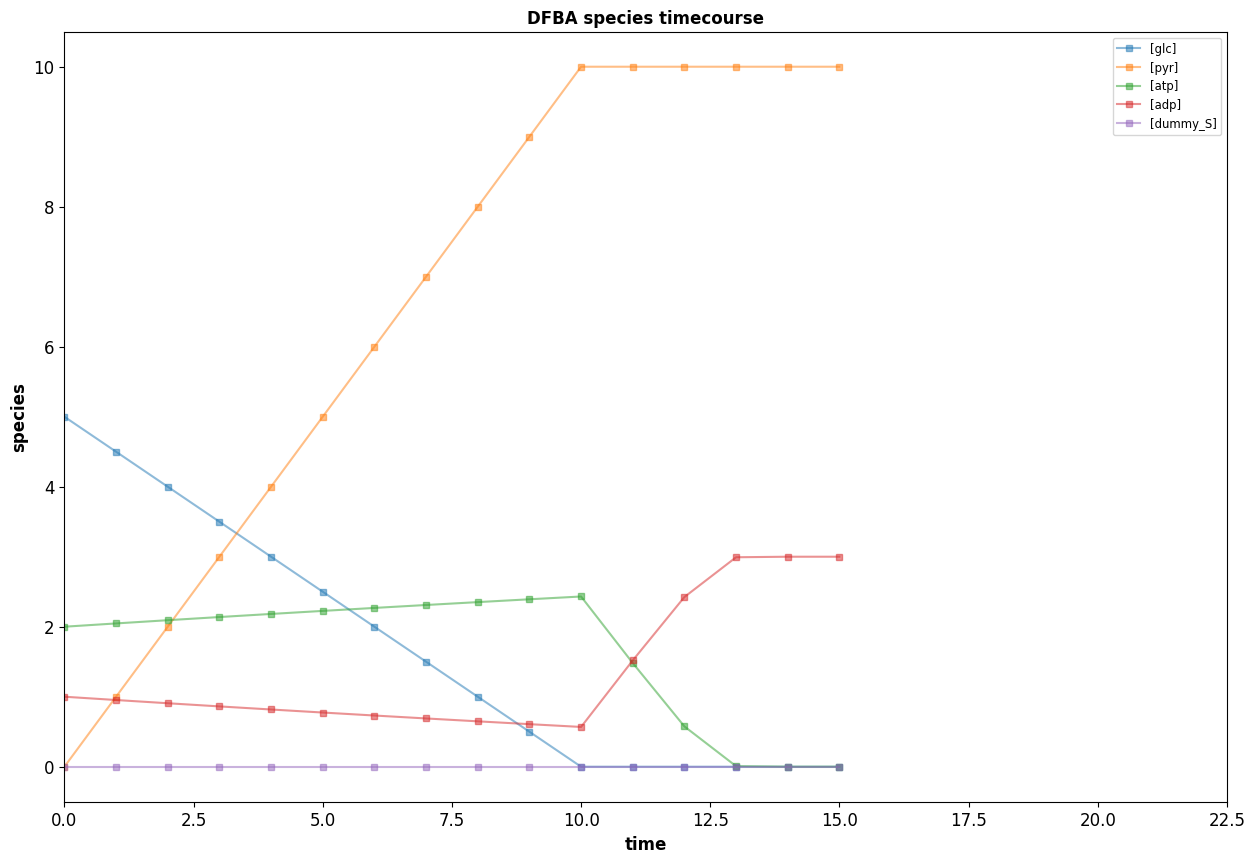 DFBA species timecourse
[glc]
[pyr]
[atp]
[adp]
[dummy_S]
species
10
8
6
4
2
0
0.0 2.5 5.0 7.5 10.0 12.5 15.0 17.5 20.0 22.5
time